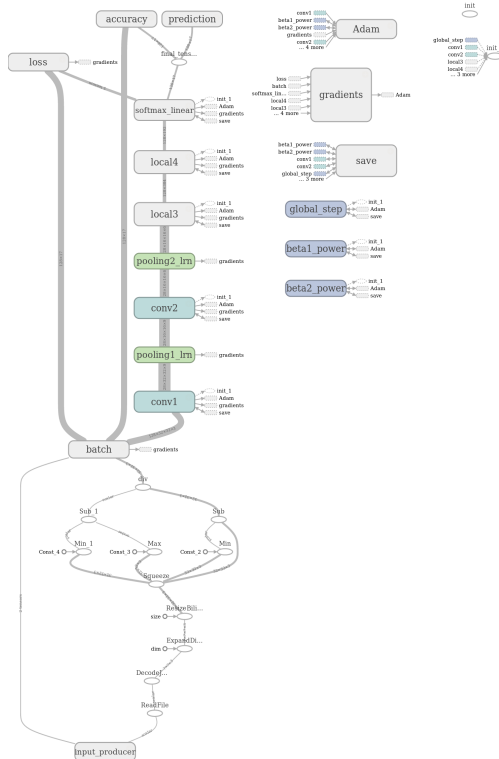 accuracy
prediction
final_tens...
loss
gradients
softmax_linear
init_1
Adam
gradients
save
local4
init_1
Adam
gradients
save
local3
init_1
Adam
gradients
save
pooling2_lrn
gradients
conv2
init_1
Adam
gradients
save
pooling1_lrn
gradients
conv1
init_1
Adam
gradients
save
batch
gradients
div
Sub_1
Sub
Const_4
Min_1
Const_3
Max
Const_2
Min
Squeeze
ResizeBili...
size
ExpandDi...
dim
DecodeJ...
ReadFile
input_producer
conv1
beta1_power
beta2_power
gradients
conv2
... 4 more
Adam
loss
batch
softmax_lin...
local4
local3
... 4 more
gradients
Adam
beta1_power
beta2_power
conv1
conv2
global_step
... 3 more
save
global_step
init_1
Adam
save
beta1_power
init_1
Adam
save
beta2_power
init_1
Adam
save
init
global_step
conv1
conv2
local3
local4
... 3 more
init